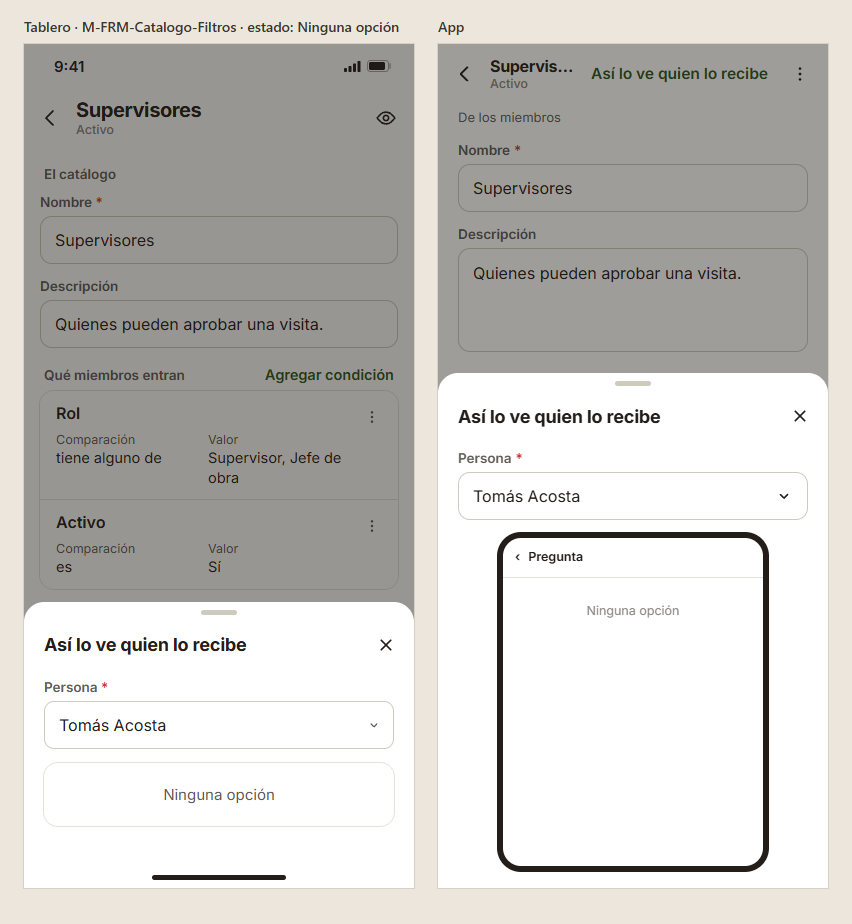 Tablero · M-FRM-Catalogo-Filtros · estado: Ninguna opción
9:41
Supervisores
Activo
El catálogo
Nombre *
Supervisores
Descripción
Quienes pueden aprobar una visita.
Qué miembros entran
Agregar condición
Rol
Comparación
Valor
tiene alguno de
Supervisor, Jefe de
obra
Activo
Comparación
Valor
es
Sí
Así lo ve quien lo recibe
Persona *
Tomás Acosta
Ninguna opción
App
Supervis...
Activo
Así lo ve quien lo recibe
De los miembros
Nombre *
Supervisores
Descripción
Quienes pueden aprobar una visita.
Así lo ve quien lo recibe
Persona *
Tomás Acosta
Pregunta
Ninguna opción